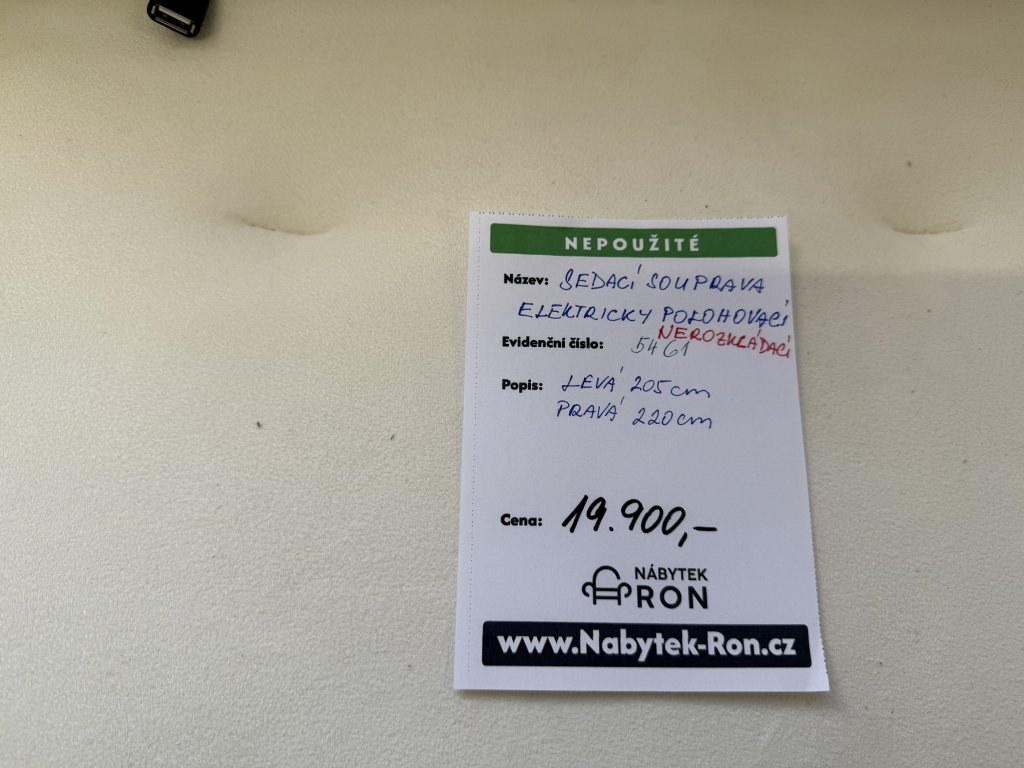 NEPOUŽITÉ
Název: SEDACÍ SOUPRAVA
ELEKTRICKY POLOHOVACÍ
NEROZKLÁDACÍ
Evidenční číslo: 5461
Popis: LEVÁ 205cm
PRAVÁ 220cm
Cena: 19.900,-
NÁBYTEK
RON
www.Nabytek-Ron.cz